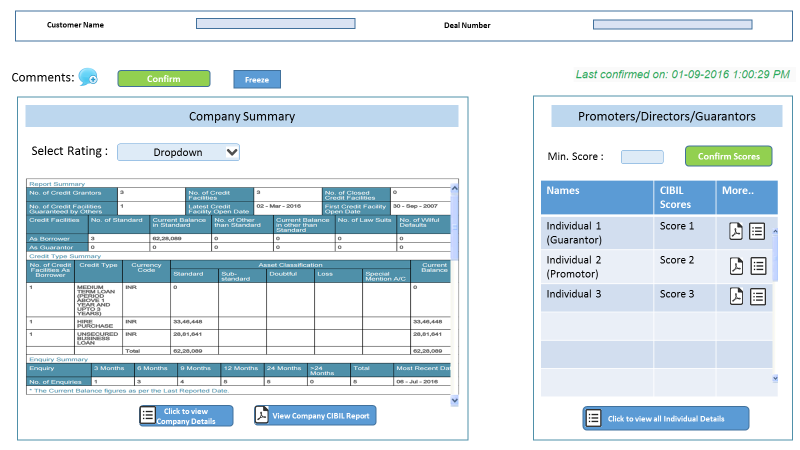 Customer Name Deal Number
Comments: Confirm Freeze Last confirmed on: 01-09-2016 1:00:29 PM
Company Summary
Select Rating : Dropdown
Report Summary
No. of Credit Grantors 3 No. of Credit Facilities 3 No. of Closed Credit Facilities 0
No. of Credit Facilities Guaranteed by Others 1 Latest Credit Facility Open Date 02 - Mar - 2016 First Credit Facility Open Date 30 - Sep - 2007
Credit Facilities No. of Standard Current Balance in Standard No. of Other than Standard Current Balance in other than Standard No. of Law Suits No. of Wilful Defaults
As Borrower 3 62,28,089 0 0 0 0
As Guarantor 0 0 0 0 0 0
Credit Type Summary
No. of Credit Facilities As Borrower Credit Type Currency Code Asset Classification Current Balance
Standard Sub-standard Doubtful Loss Special Mention A/C
1 MEDIUM TERM LOAN (PERIOD ABOVE 1 YEAR AND UPTO 3 YEARS) INR 0 0
1 HIRE PURCHASE INR 33,46,448 33,46,448
1 UNSECURED BUSINESS LOAN INR 28,81,641 28,81,641
Total 62,28,089 62,28,089
Enquiry Summary
Enquiry 3 Months 6 Months 9 Months 12 Months 24 Months >24 Months Total Most Recent Dat
No. of Enquiries 1 3 4 5 5 0 5 06 - Jul - 2016
* The Current Balance figures as per the Last Reported Date.
Click to view
Company Details
View Company CIBIL Report
Promoters/Directors/Guarantors
Min. Score : Confirm Scores
Names CIBIL Scores More..
Individual 1 (Guarantor) Score 1
Individual 2 (Promotor) Score 2
Individual 3 Score 3
Click to view all Individual Details